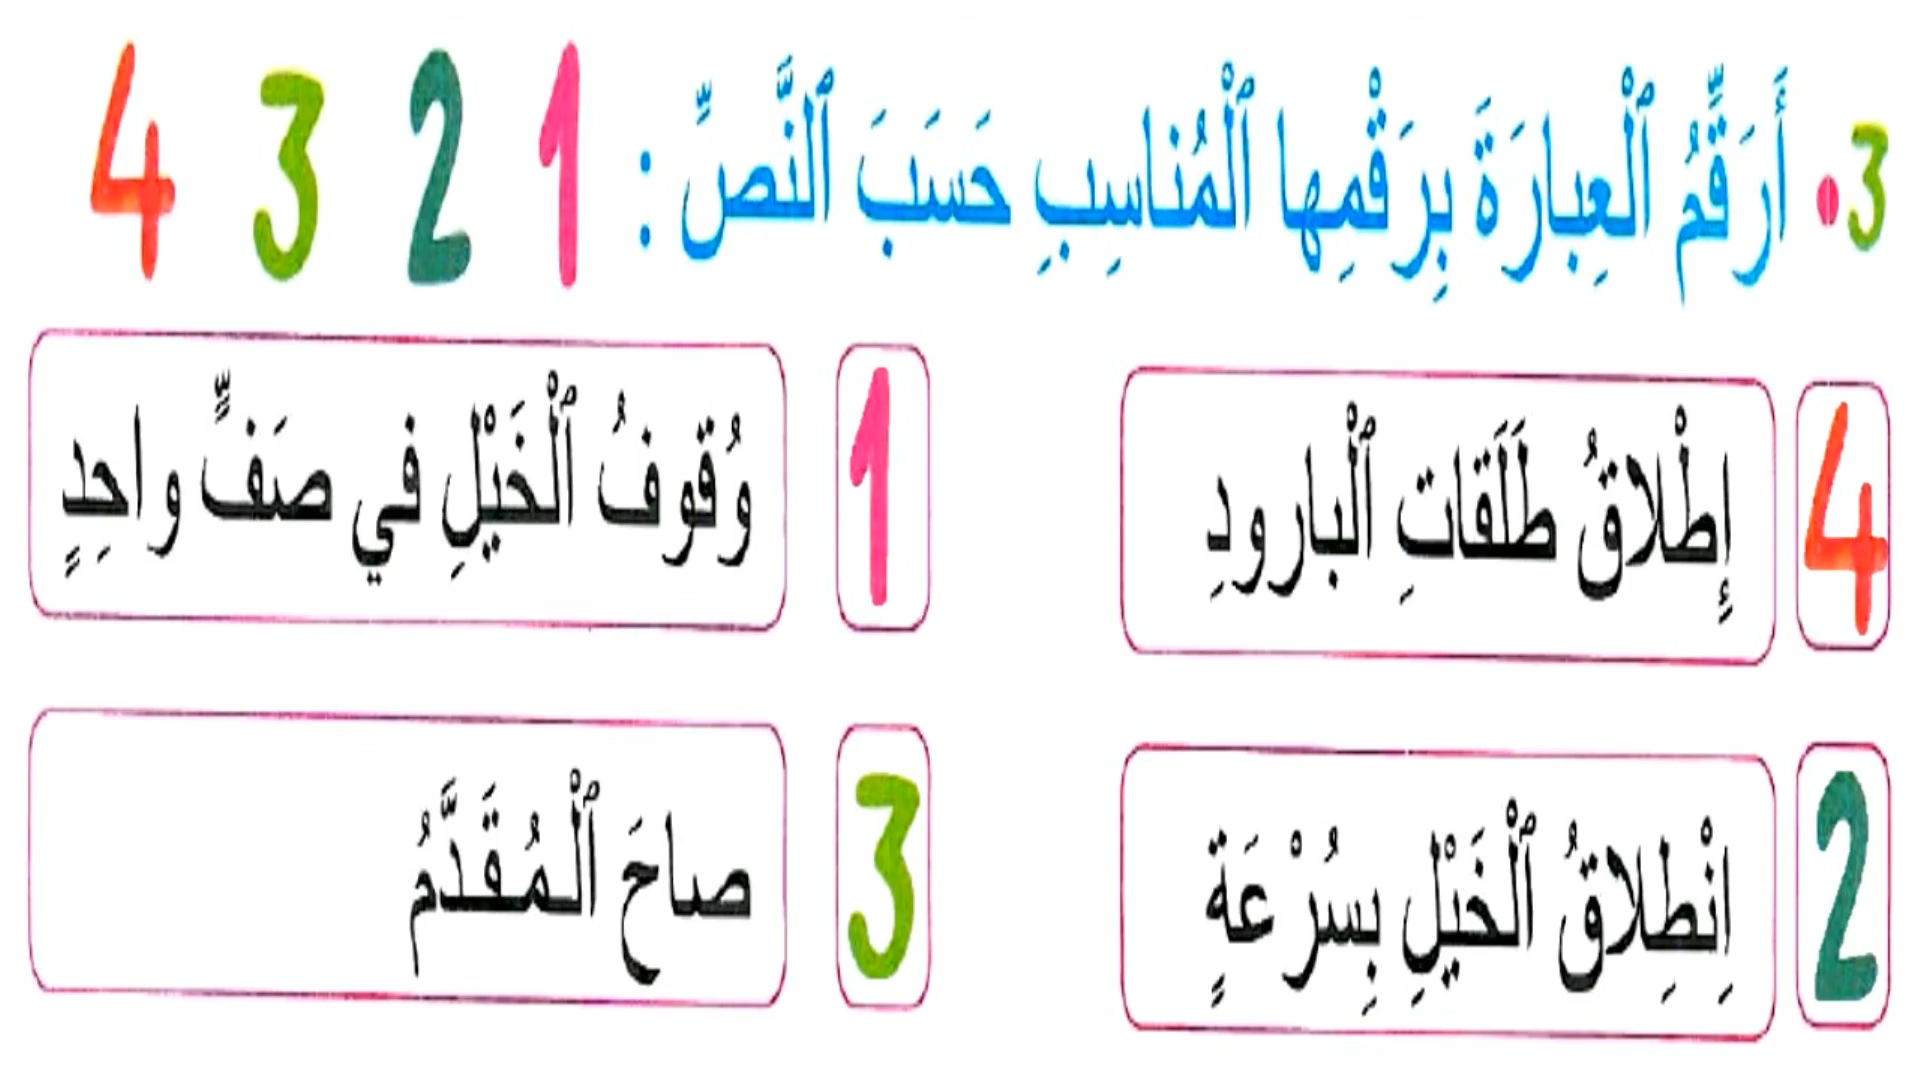 3• أَرَقِّمُ ٱلْعِبارَةَ بِرَقْمِها ٱلْمُناسِبِ حَسَبَ ٱلنَّصِّ : 1 2 3 4
4 إِطْلاقُ طَلَقاتِ ٱلْبارودِ
1 وُقوفُ ٱلْخَيْلِ في صَفٍّ واحِدٍ
2 اِنْطِلاقُ ٱلْخَيْلِ بِسُرْعَةٍ
3 صاحَ ٱلْمُقَدَّمُ